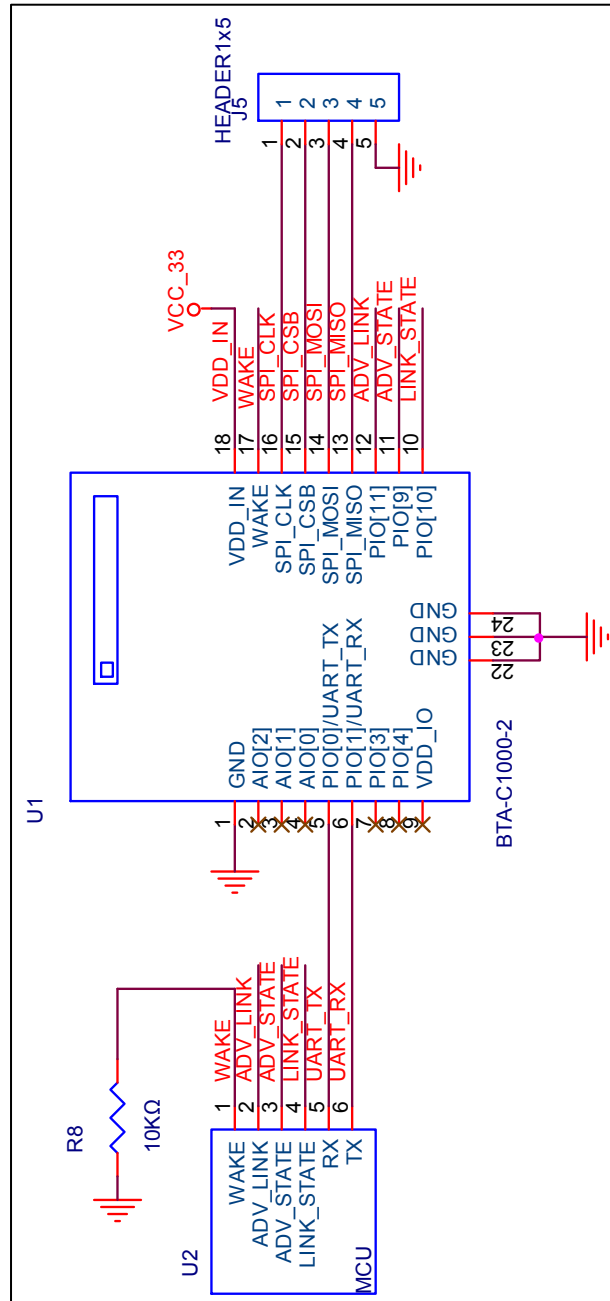 U2
MCU
WAKE
ADV_LINK
ADV_STATE
LINK_STATE
RX
TX
1
2
3
4
5
6
WAKE
ADV_LINK
ADV_STATE
LINK_STATE
UART_TX
UART_RX
R8
10KΩ
U1
BTA-C1000-2
1
2
3
4
5
6
7
8
9
GND
AIO[2]
AIO[1]
AIO[0]
PIO[0]/UART_TX
PIO[1]/UART_RX
PIO[3]
PIO[4]
VDD_IO
GND
GND
GND
22
23
24
VDD_IN
WAKE
SPI_CLK
SPI_CSB
SPI_MOSI
SPI_MISO
PIO[11]
PIO[9]
PIO[10]
18
17
16
15
14
13
12
11
10
VDD_IN
WAKE
SPI_CLK
SPI_CSB
SPI_MOSI
SPI_MISO
ADV_LINK
ADV_STATE
LINK_STATE
VCC_33
HEADER1x5
J5
1
2
3
4
5
1
2
3
4
5